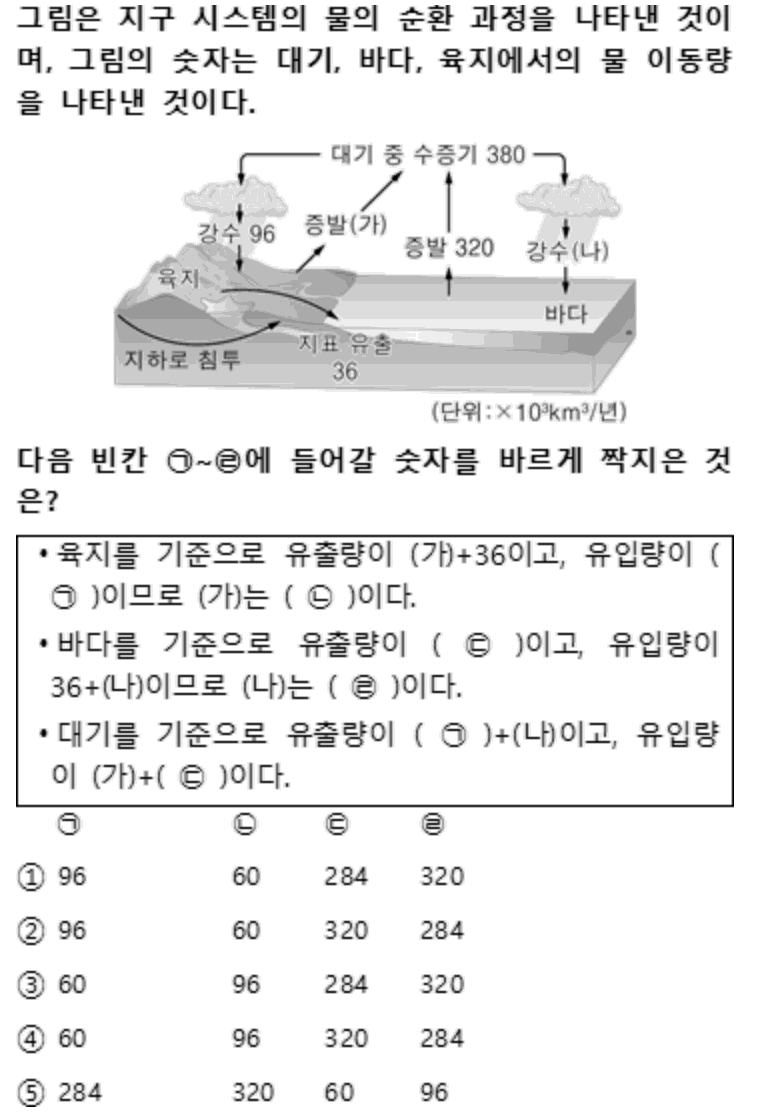 그림은 지구 시스템의 물의 순환 과정을 나타낸 것이
며, 그림의 숫자는 대기, 바다, 육지에서의 물 이동량
을 나타낸 것이다.
대기 중 수증기 380
강수 96
증발(가)
증발 320
강수(나)
육지
바다
지하로 침투
지표 유출
36
(단위:×10³km³/년)
다음 빈칸 ㉠~㉣에 들어갈 숫자를 바르게 짝지은 것
은?
• 육지를 기준으로 유출량이 (가)+36이고, 유입량이 (
㉠ )이므로 (가)는 ( ㉡ )이다.
• 바다를 기준으로 유출량이 ( ㉢ )이고, 유입량이
36+(나)이므로 (나)는 ( ㉣ )이다.
• 대기를 기준으로 유출량이 ( ㉠ )+(나)이고, 유입량
이 (가)+( ㉢ )이다.
㉠ ㉡ ㉢ ㉣
① 96 60 284 320
② 96 60 320 284
③ 60 96 284 320
④ 60 96 320 284
⑤ 284 320 60 96